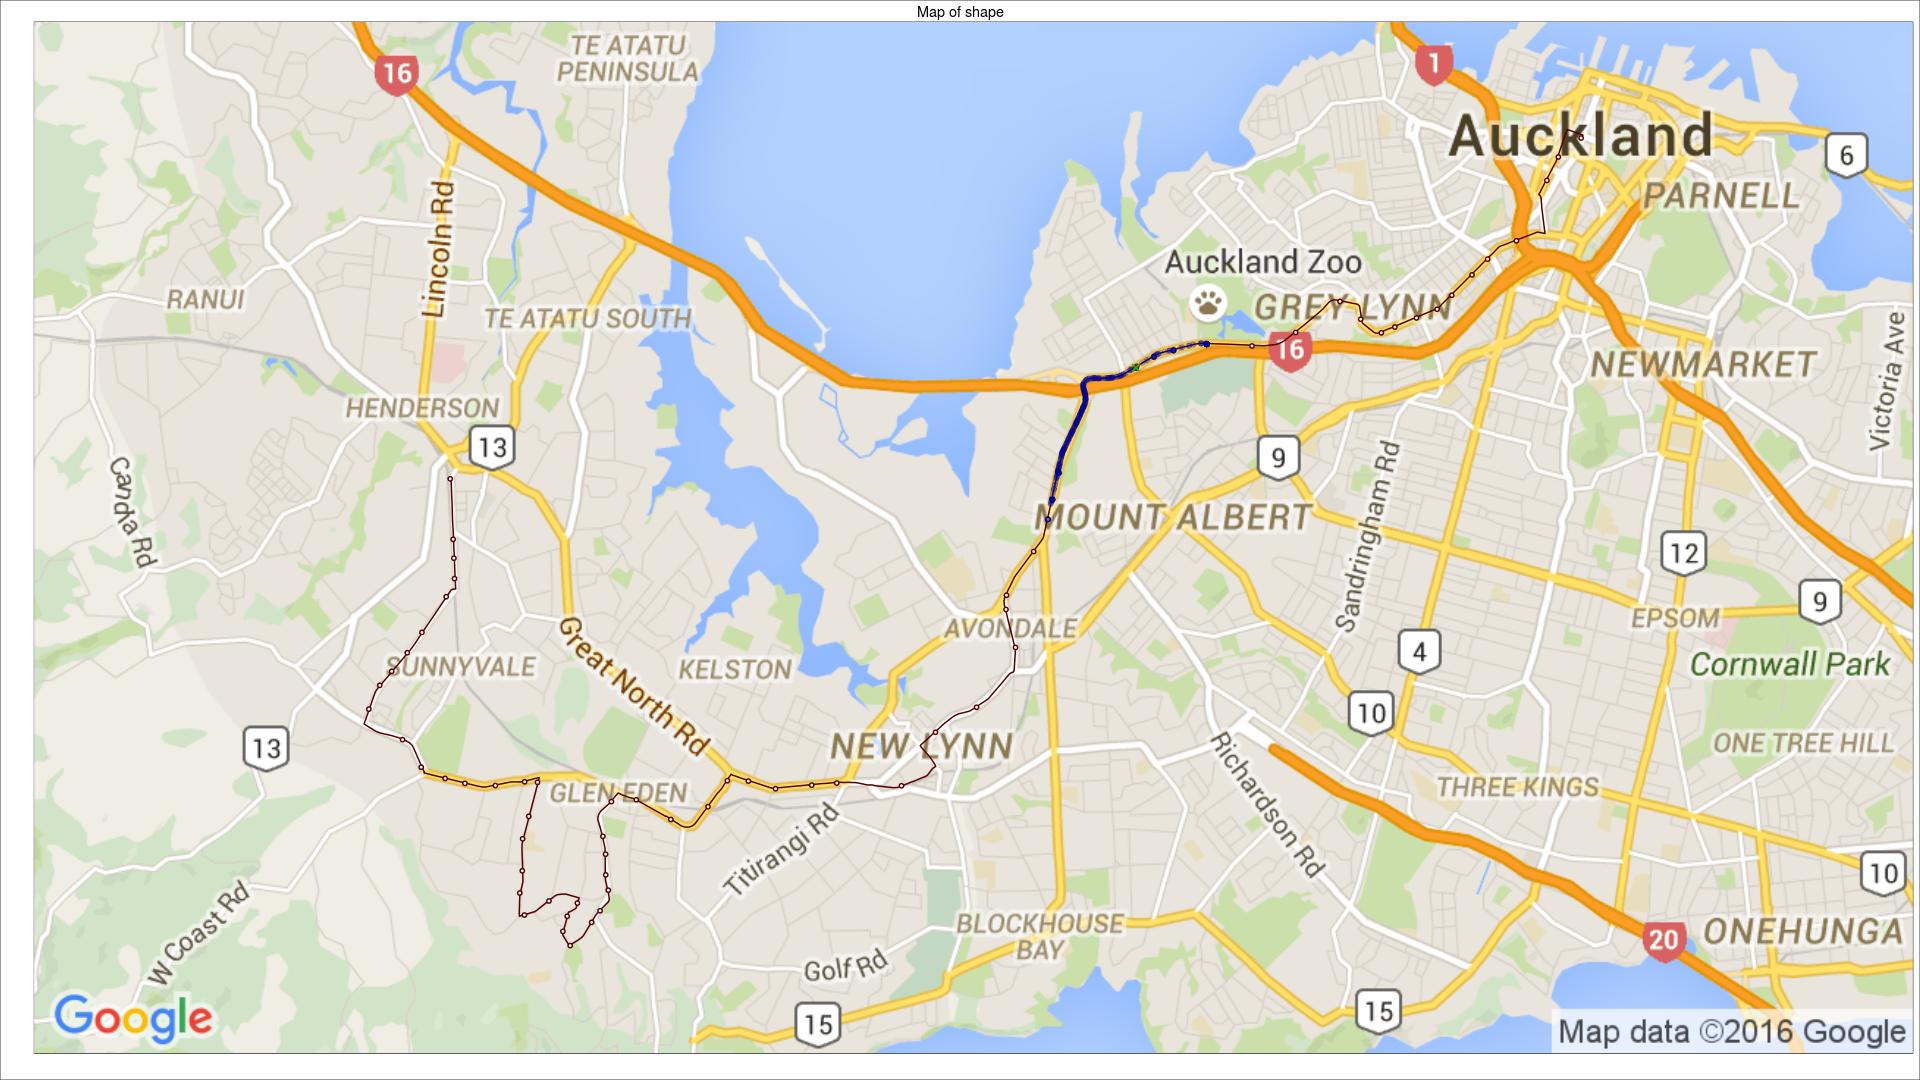 Map of shape
TE ATATU
PENINSULA
16
1
Auckland
6
PARNELL
Lincoln Rd
Auckland Zoo
RANUI
GREY LYNN
TE ATATU SOUTH
16
Victoria Ave
NEWMARKET
HENDERSON
13
9
Candia Rd
Sandringham Rd
MOUNT ALBERT
12
9
EPSOM
AVONDALE
4
Great North Rd
SUNNYVALE
KELSTON
Cornwall Park
10
13
NEW LYNN
Richardson Rd
ONE TREE HILL
GLEN EDEN
THREE KINGS
Titirangi Rd
10
W Coast Rd
BLOCKHOUSE
BAY
20
ONEHUNGA
Golf Rd
Google
15
15
Map data ©2016 Google